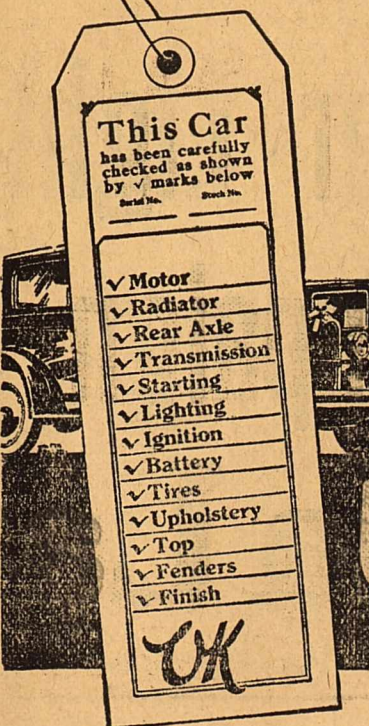 This Car
has been carefully
checked as shown
by ✓ marks below
Serial No. Stock No.
✓ Motor
✓ Radiator
✓ Rear Axle
✓ Transmission
✓ Starting
✓ Lighting
✓ Ignition
✓ Battery
✓ Tires
✓ Upholstery
✓ Top
✓ Fenders
✓ Finish
OK